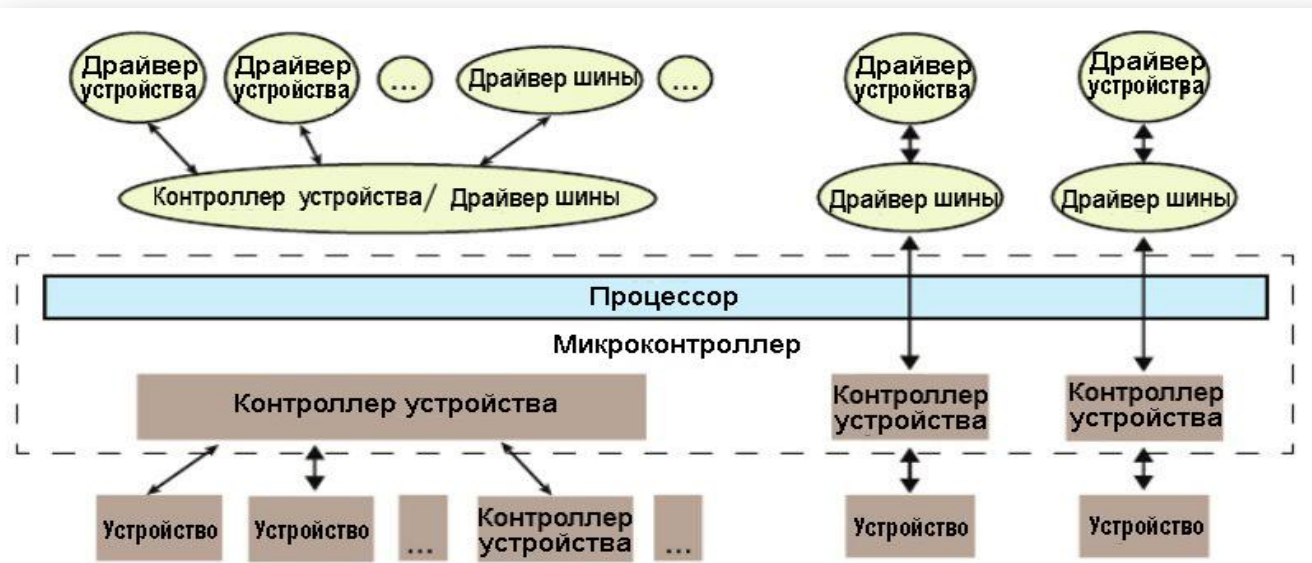 Драйвер
устройства
Драйвер
устройства
...
Драйвер шины
...
Драйвер
устройства
Драйвер
устройства
Контроллер устройства/ Драйвер шины
Драйвер шины
Драйвер шины
Процессор
Микроконтроллер
Контроллер устройства
Контроллер
устройства
Контроллер
устройства
Устройство
Устройство
...
Контроллер
устройства
...
Устройство
Устройство